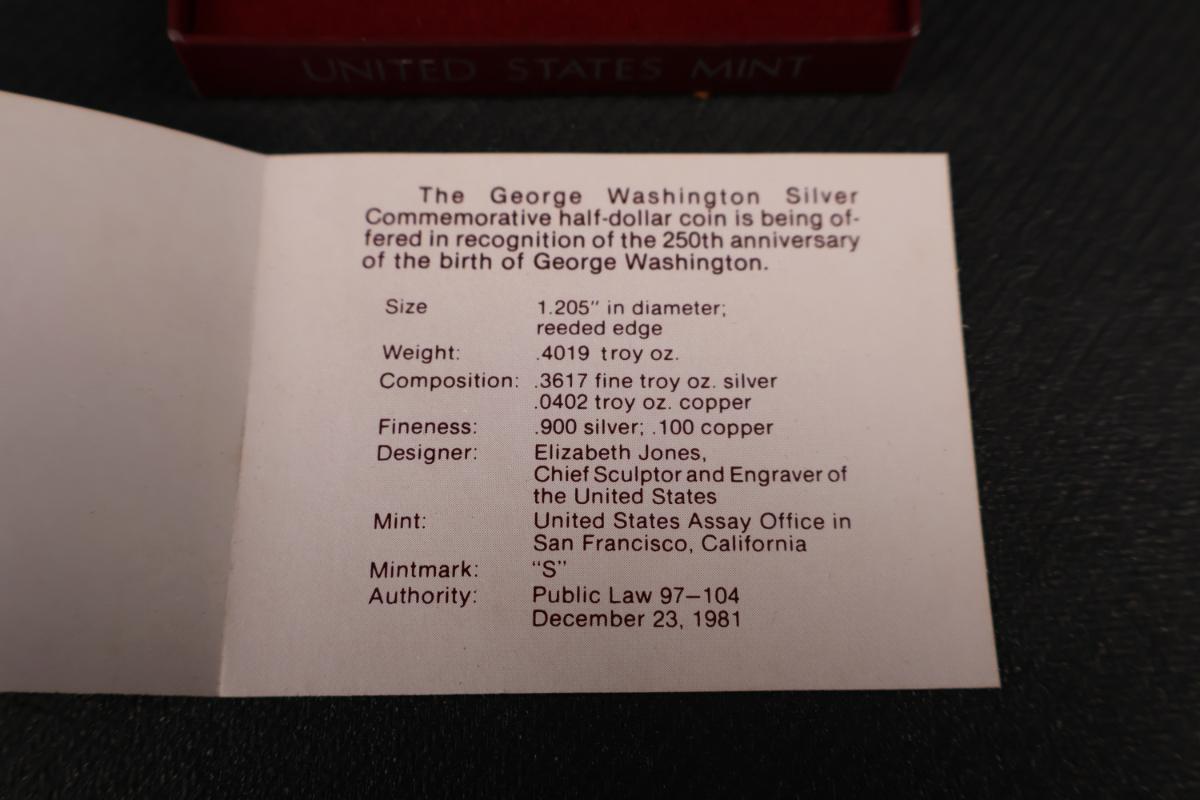 UNITED STATES MINT
The George Washington Silver
Commemorative half-dollar coin is being of-
fered in recognition of the 250th anniversary
of the birth of George Washington.
Size 1.205" in diameter;
reeded edge
Weight: .4019 troy oz.
Composition: .3617 fine troy oz. silver
.0402 troy oz. copper
Fineness: .900 silver; .100 copper
Designer: Elizabeth Jones,
Chief Sculptor and Engraver of
the United States
Mint: United States Assay Office in
San Francisco, California
Mintmark: "S"
Authority: Public Law 97–104
December 23, 1981